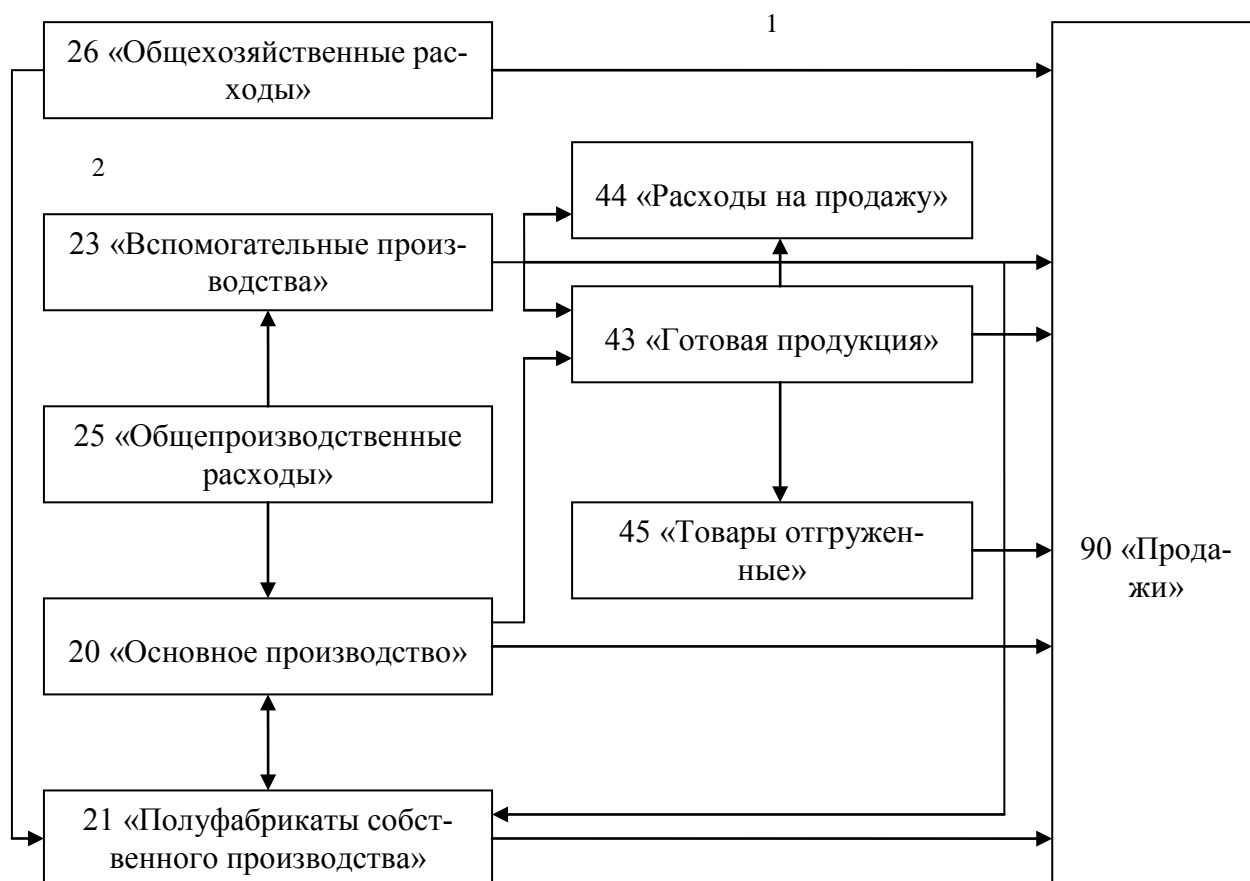 1
26 «Общехозяйственные рас-
ходы»
2
44 «Расходы на продажу»
23 «Вспомогательные произ-
водства»
43 «Готовая продукция»
25 «Общепроизводственные
расходы»
45 «Товары отгружен-
ные»
90 «Прода-
жи»
20 «Основное производство»
21 «Полуфабрикаты собст-
венного производства»